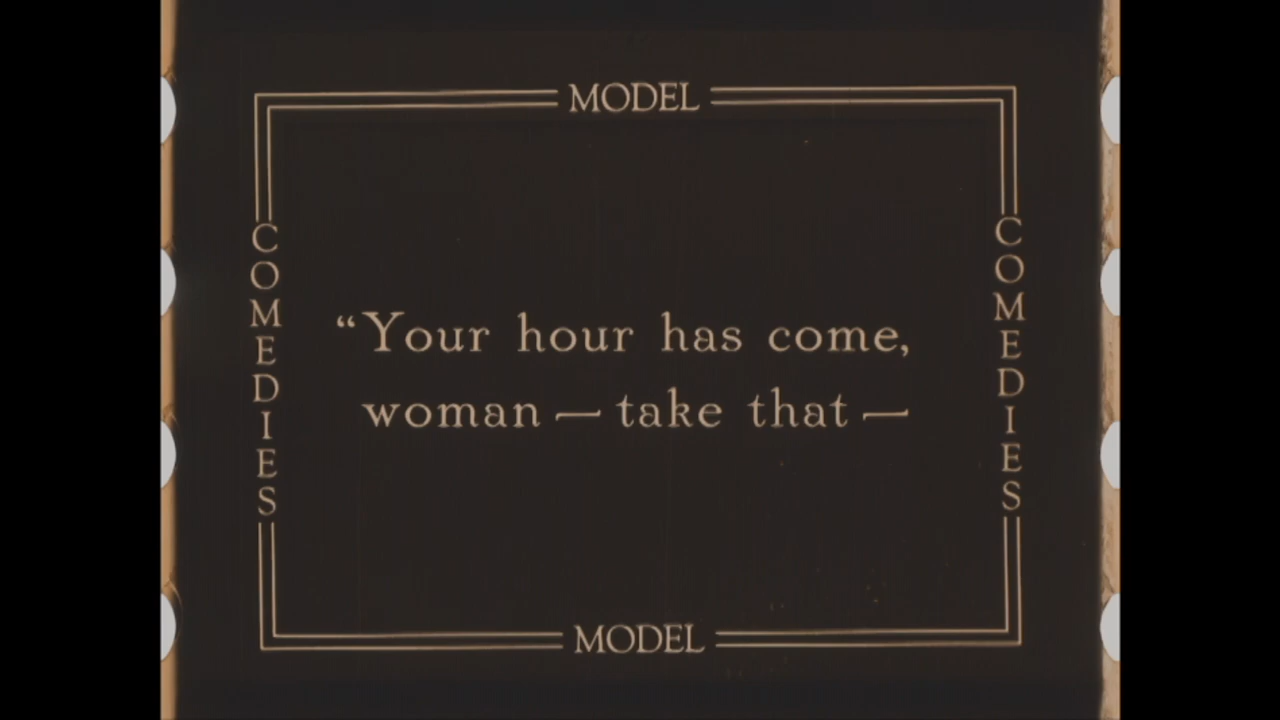 MODEL
COMEDIES
“Your hour has come,
woman — take that —
COMEDIES
MODEL